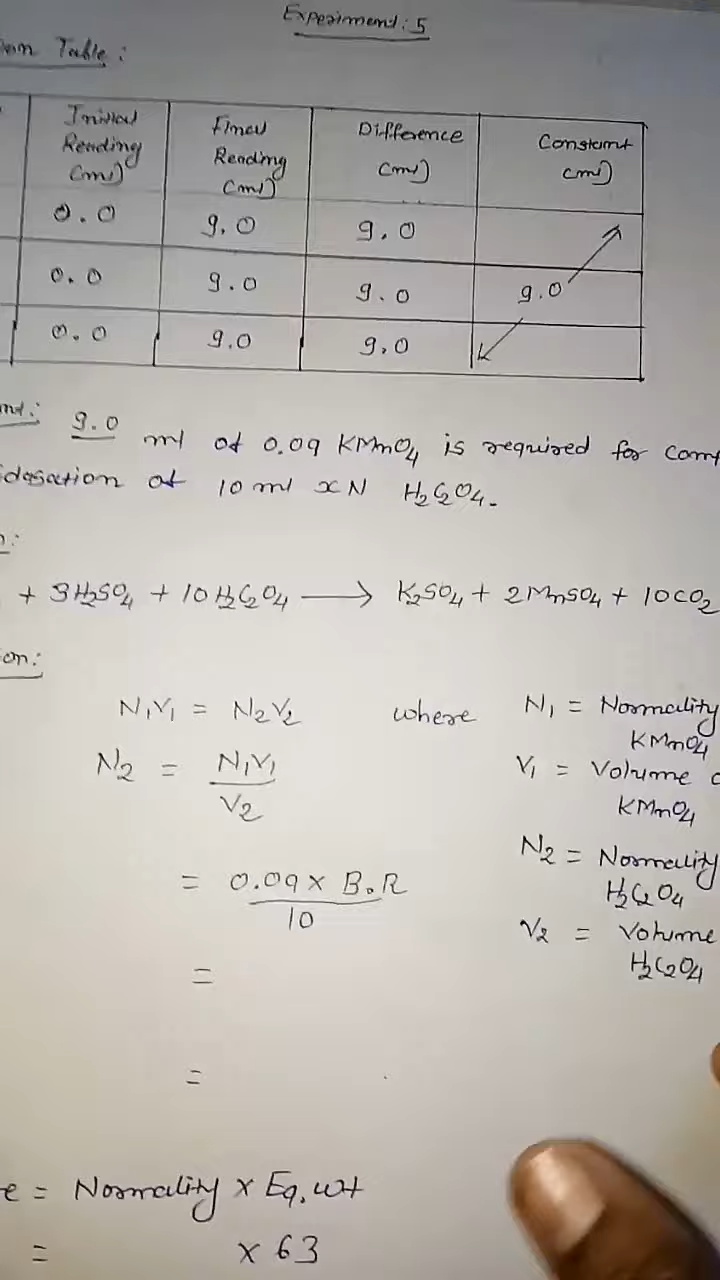 Experiment: 5
Table:
Initial Reading (ml) Final Reading (ml) Difference (ml) Constant (ml)
0.0 9.0 9.0
0.0 9.0 9.0 9.0
0.0 9.0 9.0
9.0 ml of 0.09 KMnO4 is required for
of 10 ml xN H2C2O4.
+ 3H2SO4 + 10H2C2O4 → K2SO4 + 2MnSO4 + 10CO2
N1V1 = N2V2 where N1 = Normality
KMnO4
N2 = N1V1 / V2 V1 = Volume
KMnO4
N2 = Normality
H2C2O4
= 0.09 x B.R / 10
V2 = Volume
H2C2O4
=
=
= Normality x Eq.wt
= x 63